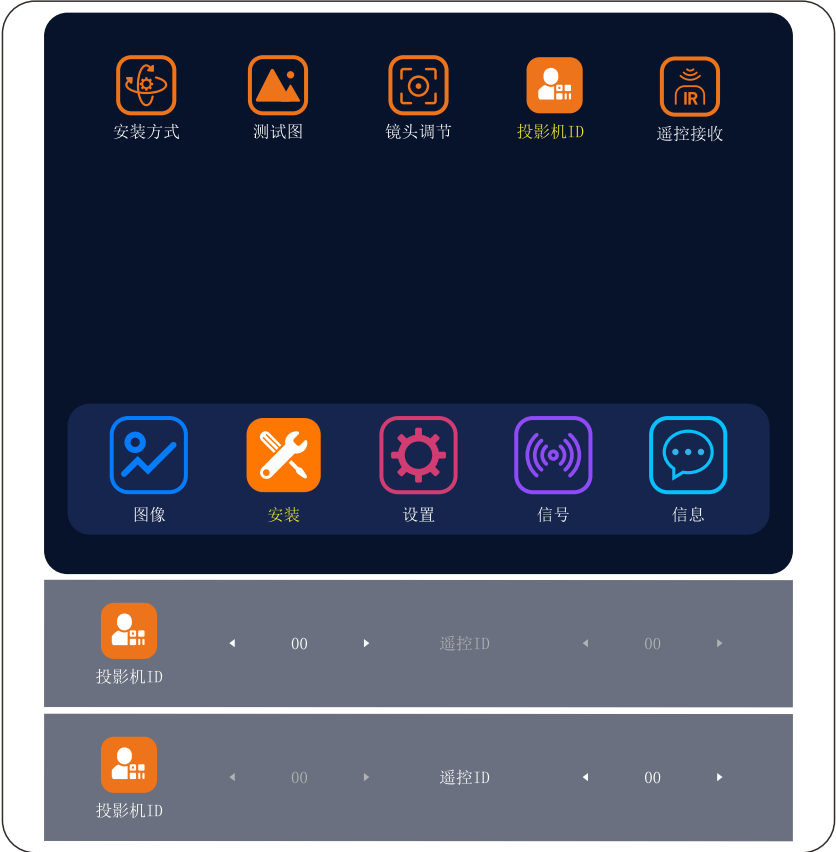 安装方式 测试图 镜头调节 投影机ID 遥控接收
IR
图像 安装 设置 信号 信息
00 遥控ID 00
投影机ID
00 遥控ID 00
投影机ID